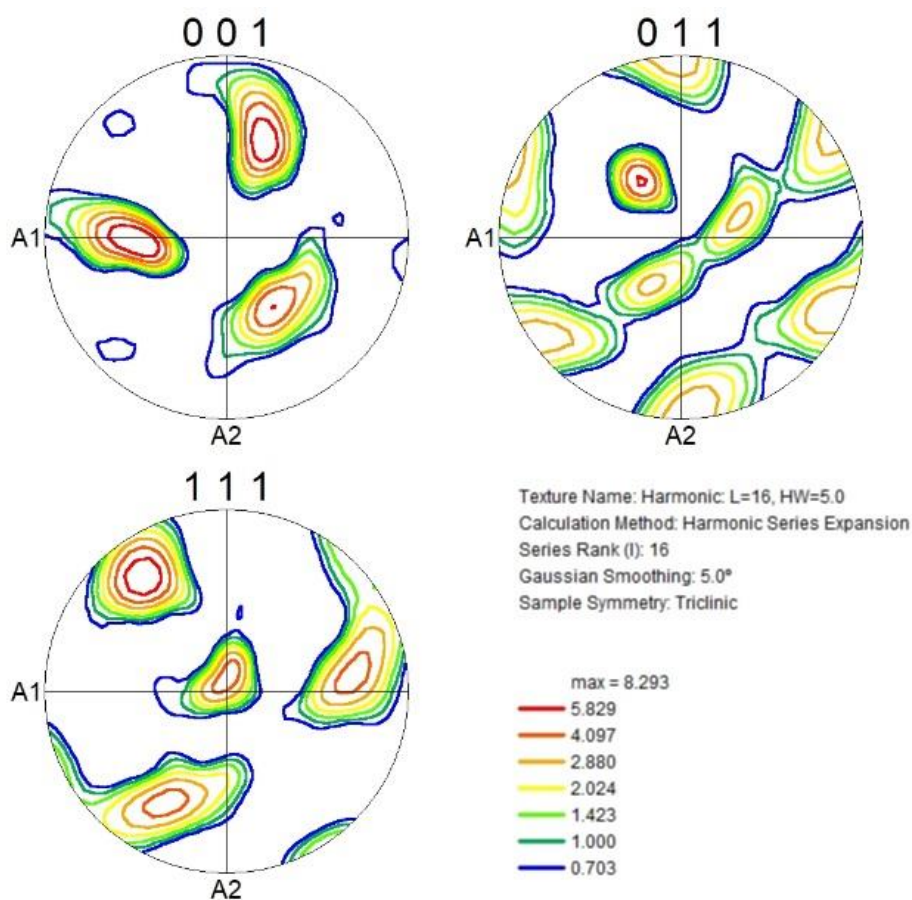 0 0 1
0 1 1
A1
A2
A1
A2
1 1 1
A1
A2
Texture Name: Harmonic: L=16, HW=5.0
Calculation Method: Harmonic Series Expansion
Series Rank (l): 16
Gaussian Smoothing: 5.0°
Sample Symmetry: Triclinic
max = 8.293
5.829
4.097
2.880
2.024
1.423
1.000
0.703